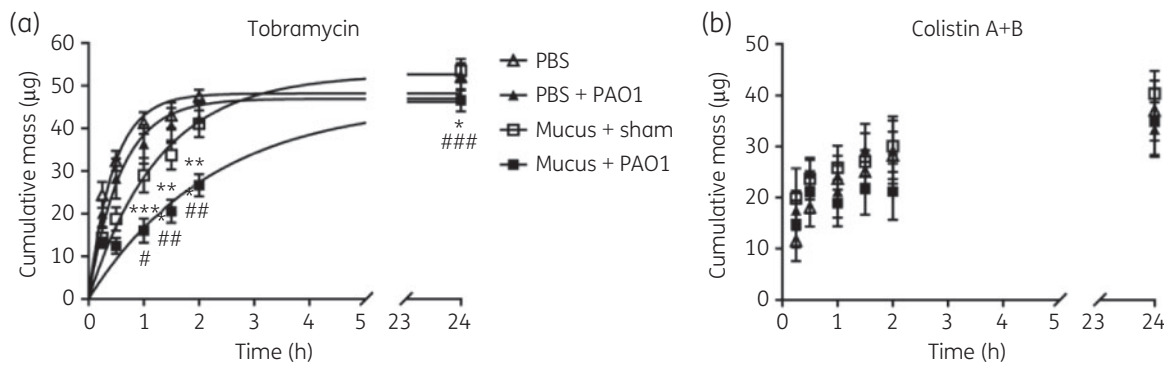 (a)
Tobramycin
Cumulative mass (µg)
60
50
40
30
20
10
0
0 1 2 3 4 5 23 24
Time (h)
***
#
**
*
##
**
*
##
*
###
PBS
PBS + PAO1
Mucus + sham
Mucus + PAO1
(b)
Colistin A+B
Cumulative mass (µg)
50
40
30
20
10
0
0 1 2 3 4 5 23 24
Time (h)